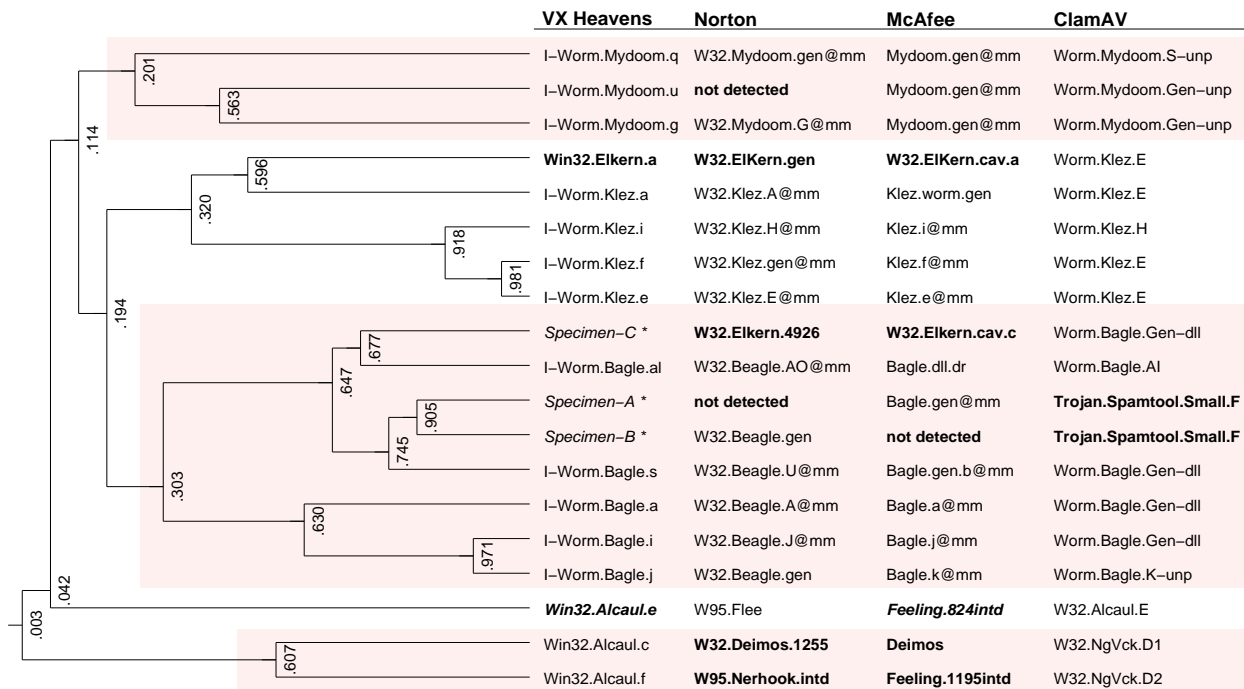 VX Heavens Norton McAfee ClamAV
I−Worm.Mydoom.q W32.Mydoom.gen@mm Mydoom.gen@mm Worm.Mydoom.S−unp
.201
I−Worm.Mydoom.u not detected Mydoom.gen@mm Worm.Mydoom.Gen−unp
.563
I−Worm.Mydoom.g W32.Mydoom.G@mm Mydoom.gen@mm Worm.Mydoom.Gen−unp
.114
Win32.Elkern.a W32.ElKern.gen W32.ElKern.cav.a Worm.Klez.E
.596
I−Worm.Klez.a W32.Klez.A@mm Klez.worm.gen Worm.Klez.E
.320
I−Worm.Klez.i W32.Klez.H@mm Klez.i@mm Worm.Klez.H
.918
I−Worm.Klez.f W32.Klez.gen@mm Klez.f@mm Worm.Klez.E
.981
I−Worm.Klez.e W32.Klez.E@mm Klez.e@mm Worm.Klez.E
.194
Specimen−C * W32.Elkern.4926 W32.Elkern.cav.c Worm.Bagle.Gen−dll
.677
I−Worm.Bagle.al W32.Beagle.AO@mm Bagle.dll.dr Worm.Bagle.AI
.647
Specimen−A * not detected Bagle.gen@mm Trojan.Spamtool.Small.F
.905
Specimen−B * W32.Beagle.gen not detected Trojan.Spamtool.Small.F
.745
I−Worm.Bagle.s W32.Beagle.U@mm Bagle.gen.b@mm Worm.Bagle.Gen−dll
.303
I−Worm.Bagle.a W32.Beagle.A@mm Bagle.a@mm Worm.Bagle.Gen−dll
.630
I−Worm.Bagle.i W32.Beagle.J@mm Bagle.j@mm Worm.Bagle.Gen−dll
.971
I−Worm.Bagle.j W32.Beagle.gen Bagle.k@mm Worm.Bagle.K−unp
.042
Win32.Alcaul.e W95.Flee Feeling.824intd W32.Alcaul.E
.003
Win32.Alcaul.c W32.Deimos.1255 Deimos W32.NgVck.D1
.607
Win32.Alcaul.f W95.Nerhook.intd Feeling.1195intd W32.NgVck.D2